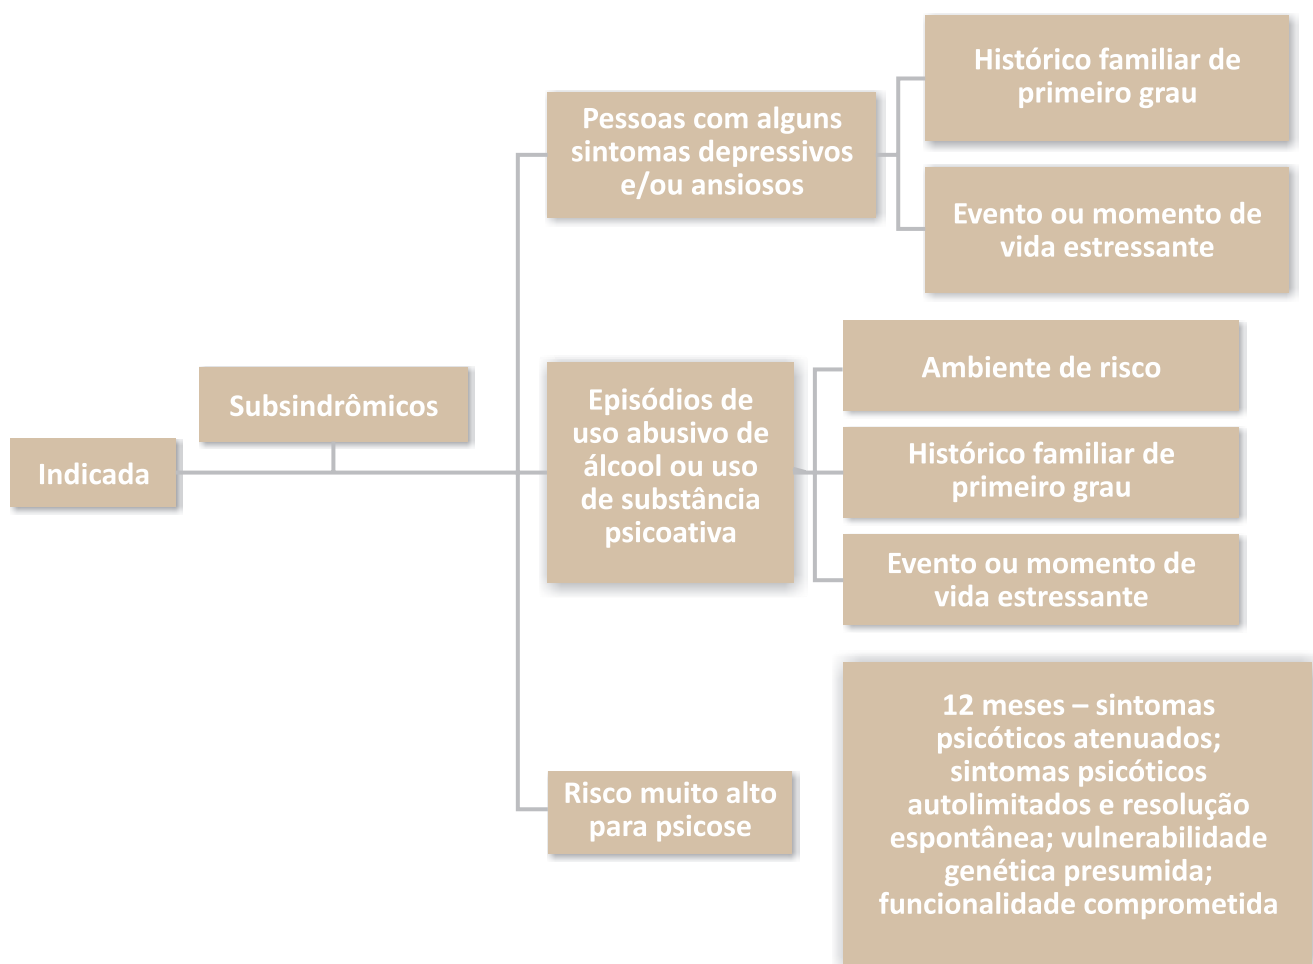 Indicada
Subsindrômicos
Pessoas com alguns
sintomas depressivos
e/ou ansiosos
Histórico familiar de
primeiro grau
Evento ou momento de
vida estressante
Episódios de
uso abusivo de
álcool ou uso
de substância
psicoativa
Ambiente de risco
Histórico familiar de
primeiro grau
Evento ou momento de
vida estressante
Risco muito alto
para psicose
12 meses – sintomas
psicóticos atenuados;
sintomas psicóticos
autolimitados e resolução
espontânea; vulnerabilidade
genética presumida;
funcionalidade comprometida